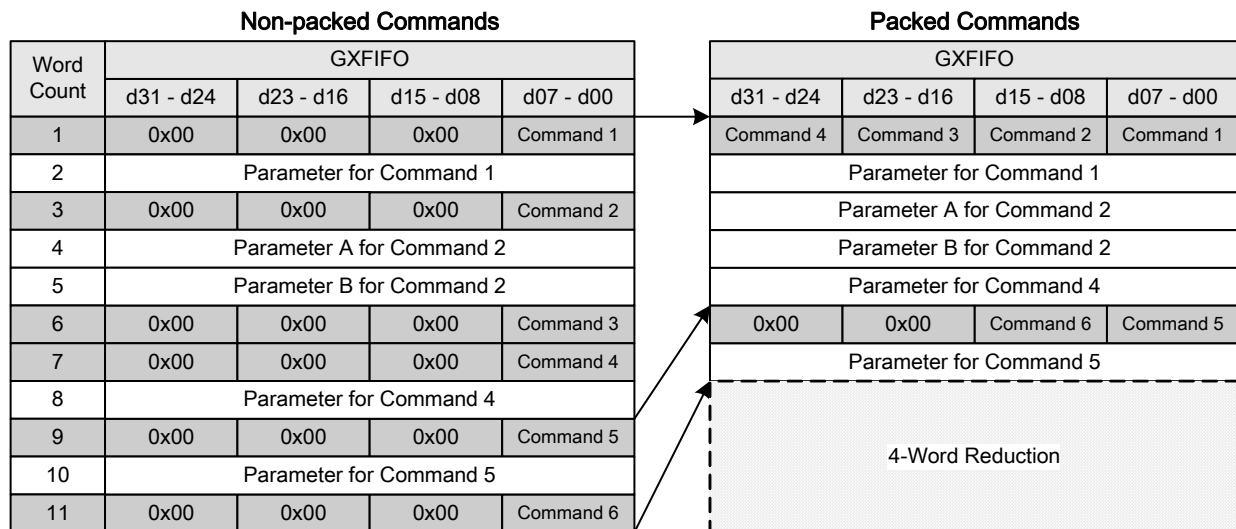 Non-packed Commands Packed Commands
Word Count GXFIFO GXFIFO
d31 - d24 d23 - d16 d15 - d08 d07 - d00 d31 - d24 d23 - d16 d15 - d08 d07 - d00
1 0x00 0x00 0x00 Command 1 Command 4 Command 3 Command 2 Command 1
2 Parameter for Command 1 Parameter for Command 1
3 0x00 0x00 0x00 Command 2 Parameter A for Command 2
4 Parameter A for Command 2 Parameter B for Command 2
5 Parameter B for Command 2 Parameter for Command 4
6 0x00 0x00 0x00 Command 3 0x00 0x00 Command 6 Command 5
7 0x00 0x00 0x00 Command 4 Parameter for Command 5
8 Parameter for Command 4
9 0x00 0x00 0x00 Command 5 4-Word Reduction
10 Parameter for Command 5
11 0x00 0x00 0x00 Command 6